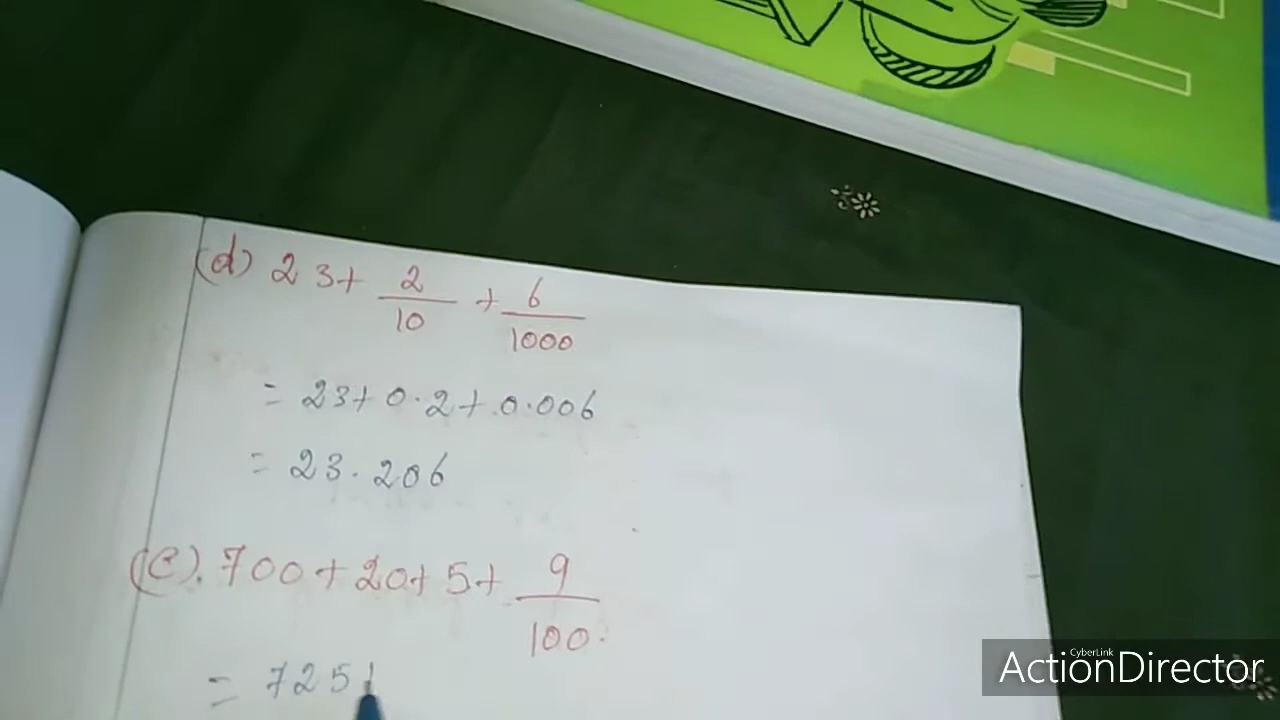 (d) 23+ 2/10 + 6/1000
= 23+0.2+0.006
= 23.206
(e). 700+20+5+ 9/100.
= 725
CyberLink
ActionDirector